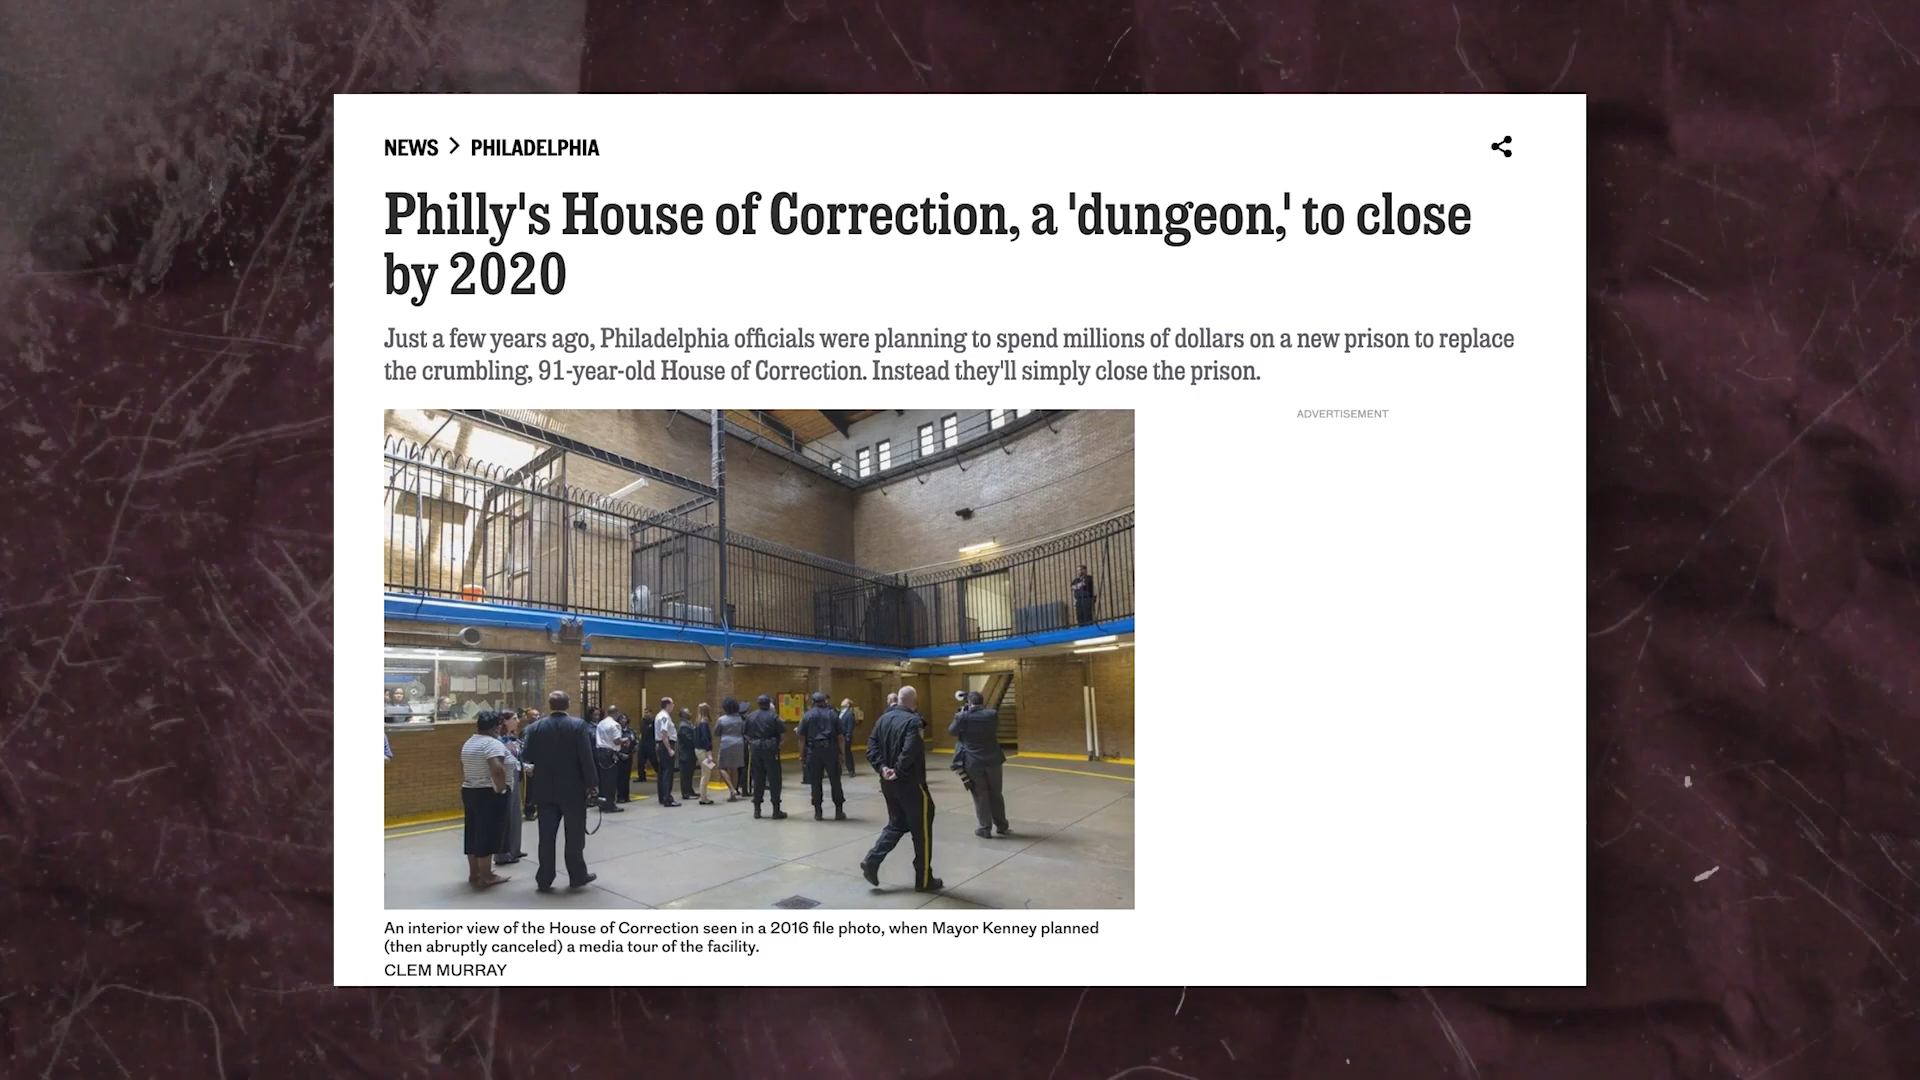 NEWS > PHILADELPHIA
Philly's House of Correction, a 'dungeon,' to close
by 2020
Just a few years ago, Philadelphia officials were planning to spend millions of dollars on a new prison to replace
the crumbling, 91-year-old House of Correction. Instead they'll simply close the prison.
ADVERTISEMENT
An interior view of the House of Correction seen in a 2016 file photo, when Mayor Kenney planned
(then abruptly canceled) a media tour of the facility.
CLEM MURRAY